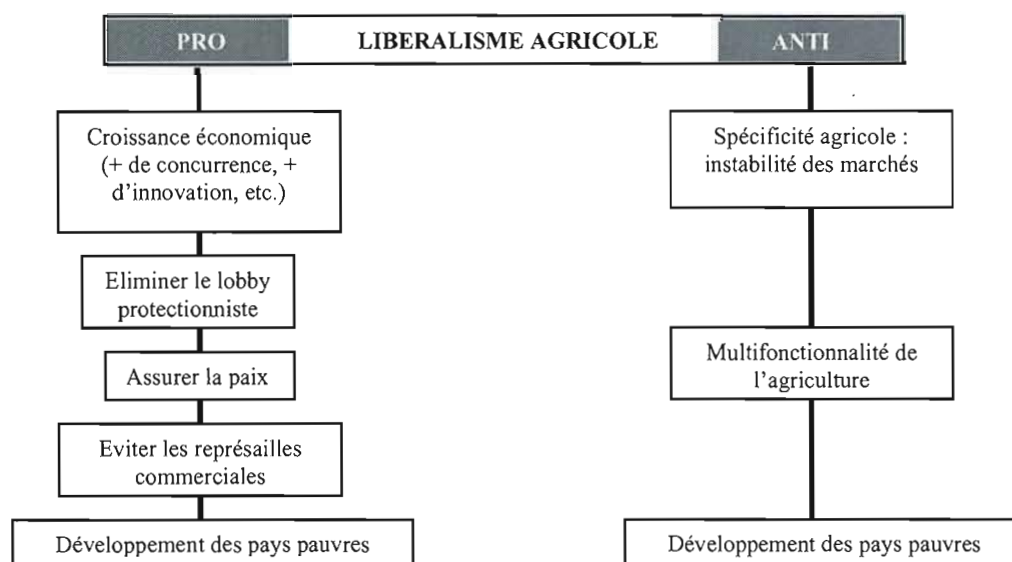 PRO LIBERALISME AGRICOLE ANTI
Croissance économique
(+ de concurrence, +
d'innovation, etc.)
Eliminer le lobby
protectionniste
Assurer la paix
Eviter les représailles
commerciales
Développement des pays pauvres
Spécificité agricole :
instabilité des marchés
Multifonctionnalité de
l'agriculture
Développement des pays pauvres